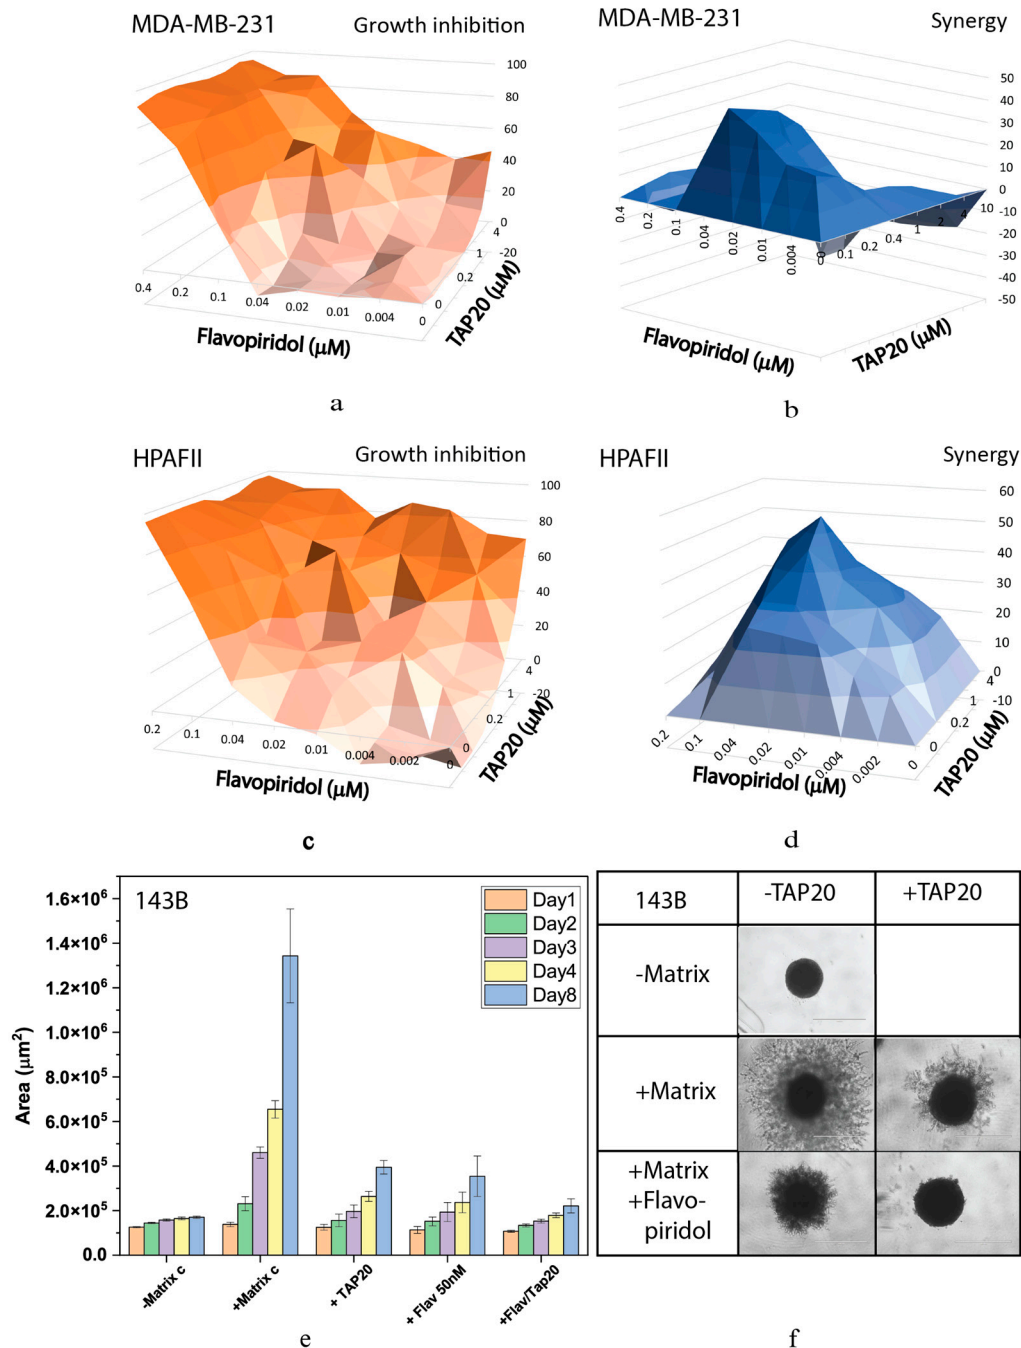 MDA-MB-231
Growth inhibition
100
80
60
40
20
0
-20
4
1
0.2
0
TAP20 (µM)
0.4
0.2
0.1
0.04
0.02
0.01
0.004
0
Flavopiridol (µM)
a
MDA-MB-231
Synergy
50
40
30
20
10
0
-10
-20
-30
-40
-50
0.4
0.2
0.1
0.04
0.02
0.01
0.004
0
0.1
0.2
0.4
1
2
4
10
Flavopiridol (µM)
TAP20 (µM)
b
HPAFII
Growth inhibition
100
80
60
40
20
0
-20
4
1
0.2
0
TAP20 (µM)
0.2
0.1
0.04
0.02
0.01
0.004
0.002
0
Flavopiridol (µM)
c
HPAFII
Synergy
60
50
40
30
20
10
0
-10
4
1
0.2
0
TAP20 (µM)
0.2
0.1
0.04
0.02
0.01
0.004
0.002
0
Flavopiridol (µM)
d
143B
Day1
Day2
Day3
Day4
Day8
1.6×10⁶
1.4×10⁶
1.2×10⁶
1.0×10⁶
8.0×10⁵
6.0×10⁵
4.0×10⁵
2.0×10⁵
0.0
Area (µm²)
-Matrix c
+Matrix c
+ TAP20
+ Flav 50nM
+Flav/Tap20
e
143B
-TAP20
+TAP20
-Matrix
+Matrix
+Matrix
+Flavo-
piridol
f